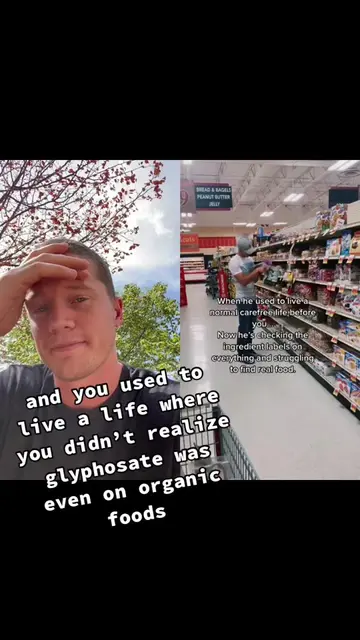 BREAD & BAGELS
PEANUT BUTTER
JELLY
When he used to live a
normal carefree life before
you
Now he's checking the
ingredient labels on
everything and struggling
to find real food.
and you used to
live a life where
you didn't realize
glyphosate was
even on organic
foods